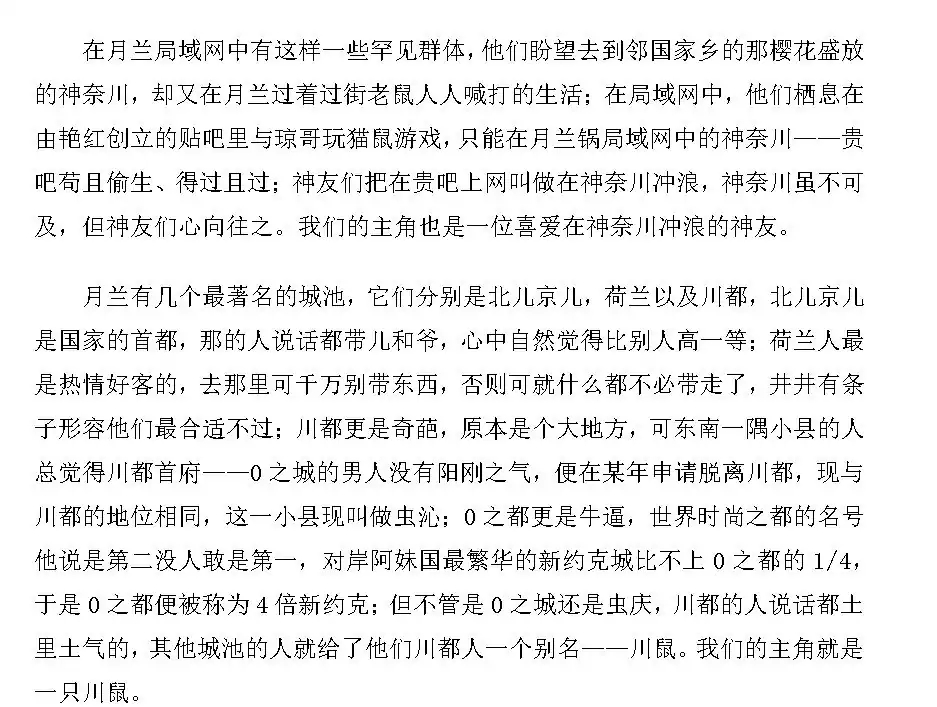 在月兰局域网中有这样一些罕见群体，他们盼望去到邻国家乡的那樱花盛放
的神奈川，却又在月兰过着过街老鼠人人喊打的生活；在局域网中，他们栖息在
由艳红创立的贴吧里与琼哥玩猫鼠游戏，只能在月兰锅局域网中的神奈川——贵
吧苟且偷生、得过且过；神友们把在贵吧上网叫做在神奈川冲浪，神奈川虽不可
及，但神友们心向往之。我们的主角也是一位喜爱在神奈川冲浪的神友。
月兰有几个最著名的城池，它们分别是北儿京儿，荷兰以及川都，北儿京儿
是国家的首都，那的人说话都带儿和爷，心中自然觉得比别人高一等；荷兰人最
是热情好客的，去那里可千万别带东西，否则可就什么都不必带走了，井井有条
子形容他们最合适不过；川都更是奇葩，原本是个大地方，可东南一隅小县的人
总觉得川都首府——0 之城的男人没有阳刚之气，便在某年申请脱离川都，现与
川都的地位相同，这一小县现叫做虫沁；0 之都更是牛逼，世界时尚之都的名号
他说是第二没人敢是第一，对岸阿妹国最繁华的新约克城比不上 0 之都的 1/4，
于是 0 之都便被称为 4 倍新约克；但不管是 0 之城还是虫庆，川都的人说话都土
里土气的，其他城池的人就给了他们川都人一个别名——川鼠。我们的主角就是
一只川鼠。